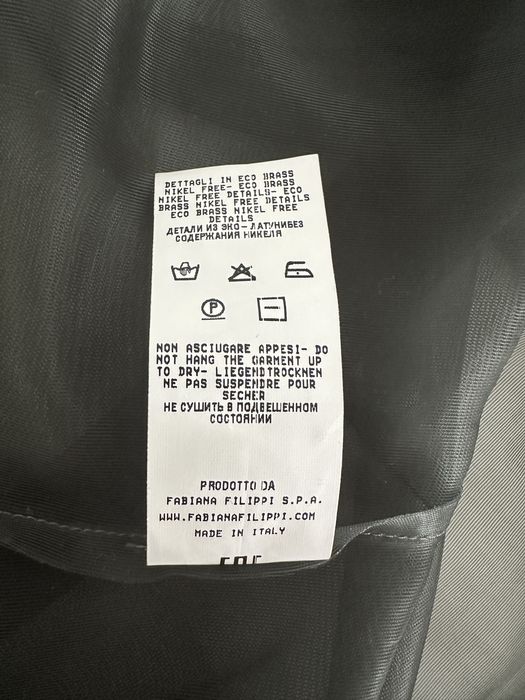 DETTAGLI IN ECO BRASS
NIKEL FREE- ECO BRASS
NIKEL FREE DETAILS- ECO
BRASS NIKEL FREE DETAILS
ECO BRASS NIKEL FREE
DETAILS
ДЕТАЛИ ИЗ ЭКО-ЛАТУНИБЕЗ
СОДЕРЖАНИЯ НИКЕЛЯ
P
NON ASCIUGARE APPESI- DO
NOT HANG THE GARMENT UP
TO DRY- LIEGENDTROCKNEN
NE PAS SUSPENDRE POUR
SECHER
НЕ СУШИТЬ В ПОДВЕШЕННОМ
СОСТОЯНИИ
PRODOTTO DA
FABIANA FILIPPI S.P.A.
WWW.FABIANAFILIPPI.COM
MADE IN ITALY